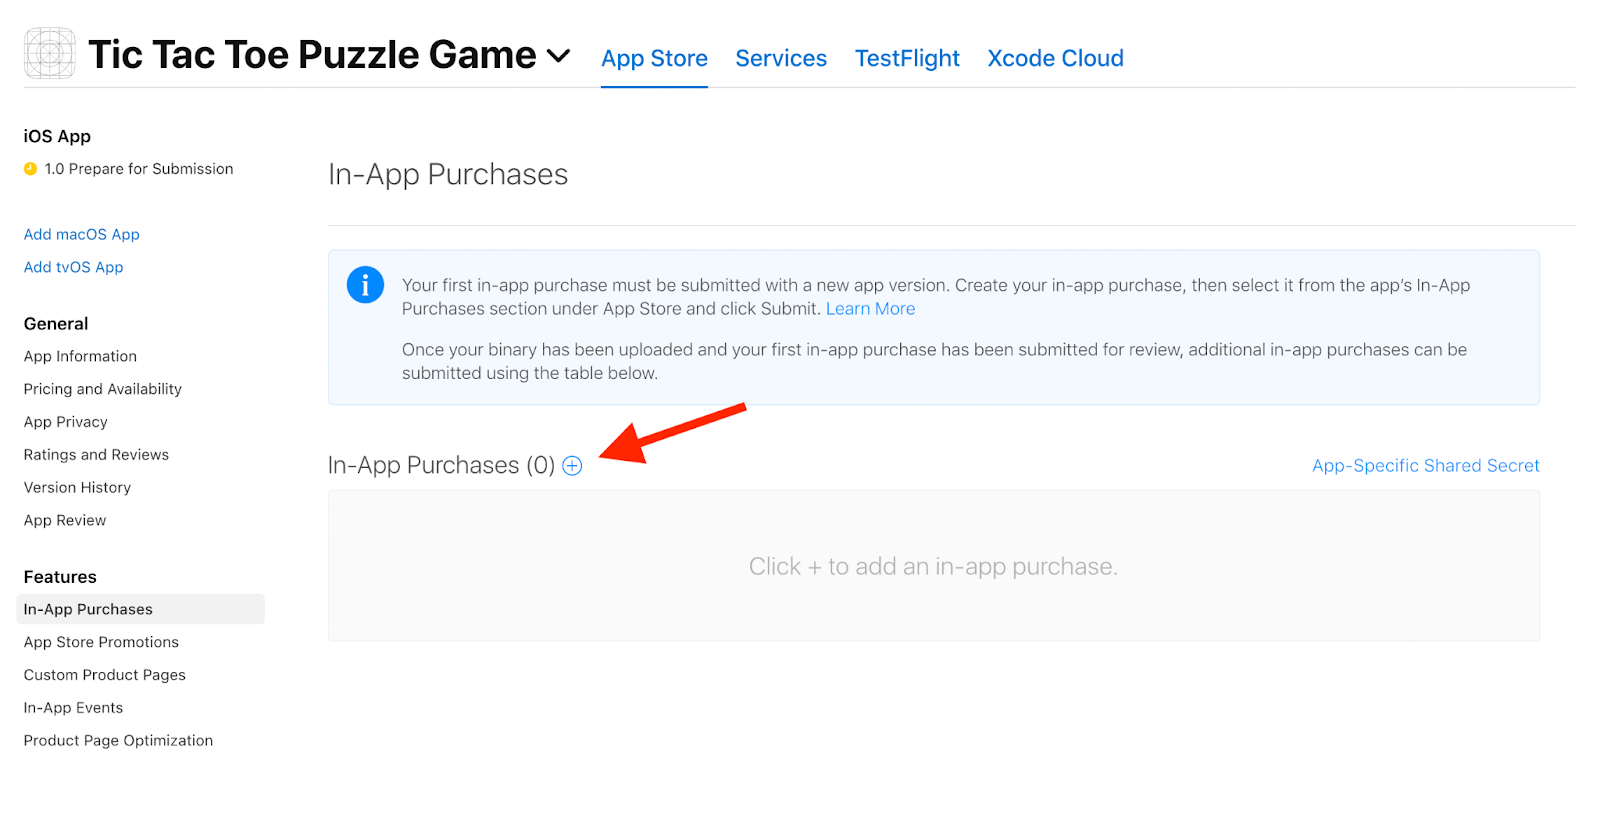 Tic Tac Toe Puzzle Game
App Store
Services
TestFlight
Xcode Cloud
iOS App
1.0 Prepare for Submission
Add macOS App
Add tvOS App
General
App Information
Pricing and Availability
App Privacy
Ratings and Reviews
Version History
App Review
Features
In-App Purchases
App Store Promotions
Custom Product Pages
In-App Events
Product Page Optimization
In-App Purchases
Your first in-app purchase must be submitted with a new app version. Create your in-app purchase, then select it from the app’s In-App
Purchases section under App Store and click Submit. Learn More
Once your binary has been uploaded and your first in-app purchase has been submitted for review, additional in-app purchases can be
submitted using the table below.
In-App Purchases (0)
App-Specific Shared Secret
Click + to add an in-app purchase.